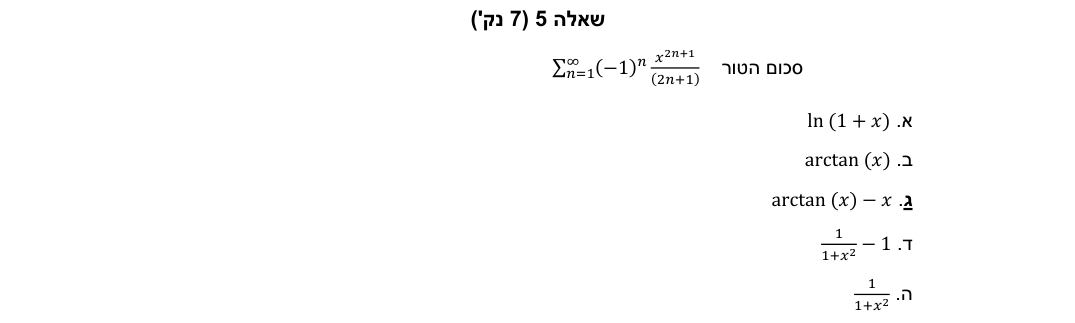 שאלה 5 (7 נק')
סכום הטור $\sum_{n=1}^{\infty}(-1)^n \frac{x^{2n+1}}{(2n+1)}$
א. $\ln(1+x)$
ב. $\arctan(x)$
ג. $\arctan(x)-x$
ד. $\frac{1}{1+x^2}-1$
ה. $\frac{1}{1+x^2}$